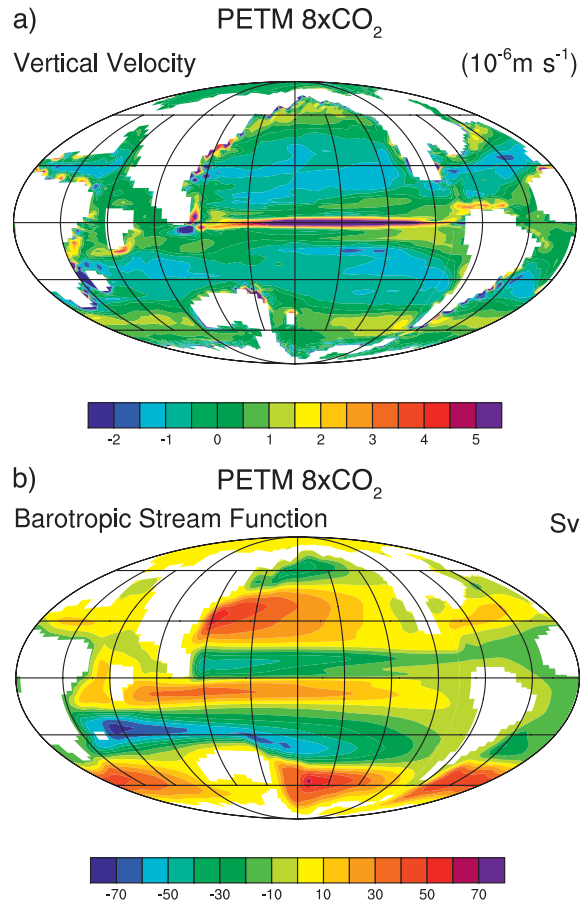 a)
PETM 8xCO₂
Vertical Velocity
(10⁻⁶m s⁻¹)
-2 -1 0 1 2 3 4 5
b)
PETM 8xCO₂
Barotropic Stream Function
Sv
-70 -50 -30 -10 10 30 50 70